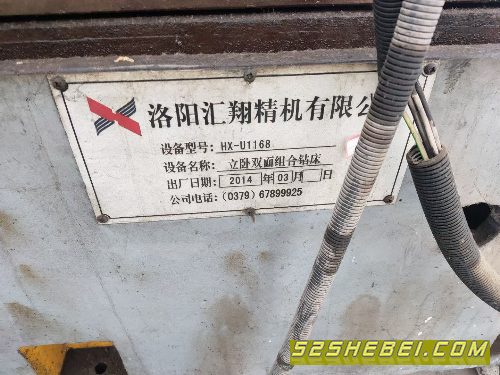 洛阳汇翔精机有限公
设备型号: HX-U1168
设备名称: 立卧双面组合钻床
出厂日期: 2014 年 03 月 日
公司电话: (0379) 67899925
52SHEBEI.COM